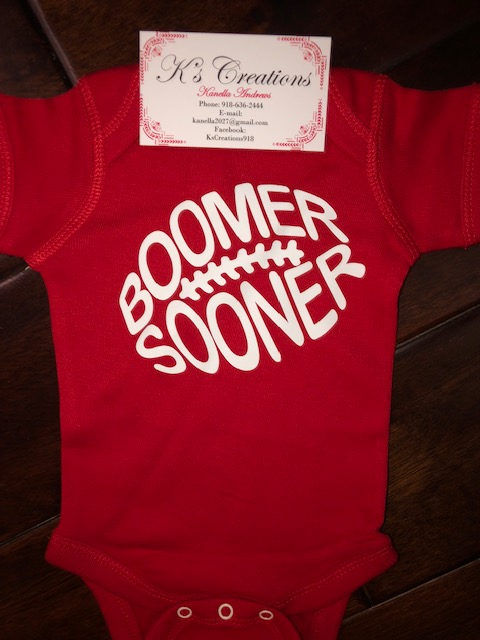 K's Creations
Kanella Andrews
Phone: 918-636-2444
E-mail:
kanella2027@gmail.com
Facebook:
KsCreations918
BOOMER
SOONER